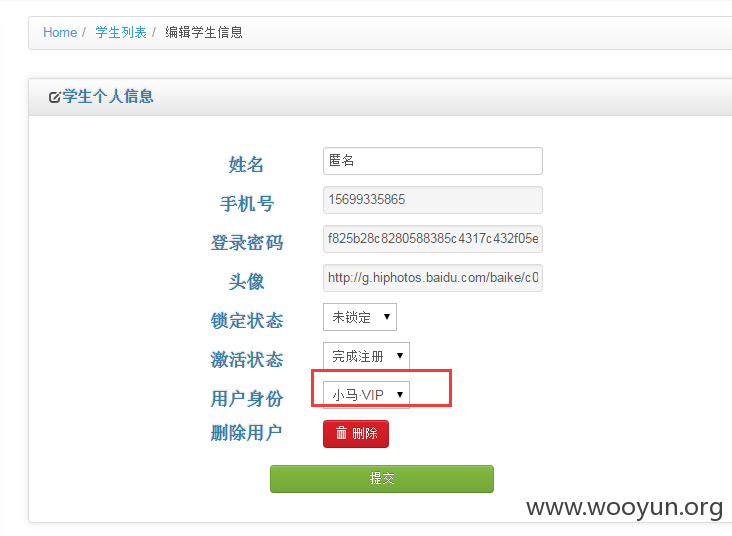 Home / 学生列表 / 编辑学生信息
学生个人信息
姓名 匿名
手机号 15699335865
登录密码 f825b28c8280588385c4317c432f05e
头像 http://g.hiphotos.baidu.com/baike/c0
锁定状态 未锁定
激活状态 完成注册
用户身份 小马·VIP
删除用户 删除
提交
www.wooyun.org